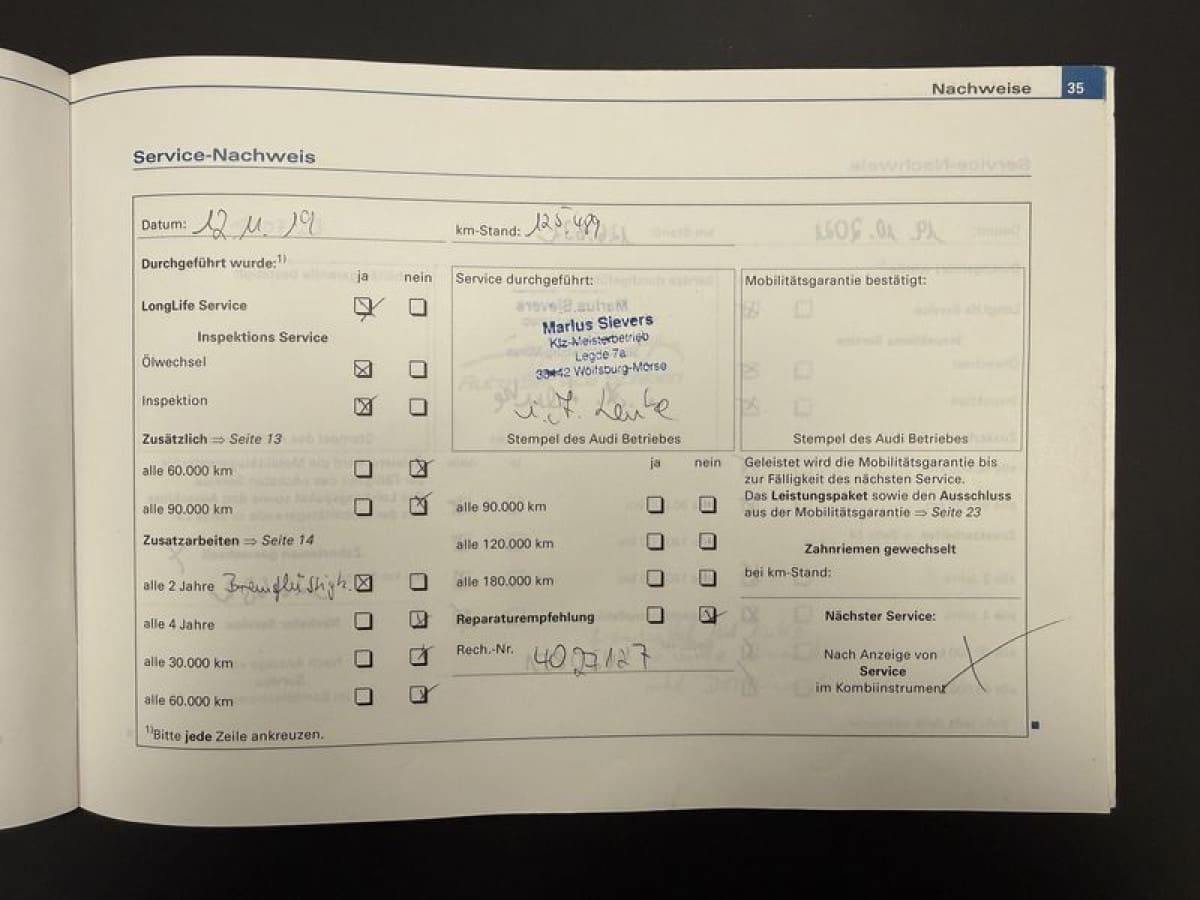 Nachweise 35
Service-Nachweis
Datum: 12.11.19
km-Stand: 125.489
Durchgeführt wurde:1)
ja nein
LongLife Service
Inspektions Service
Ölwechsel
Inspektion
Zusätzlich ⇒ Seite 13
alle 60.000 km
alle 90.000 km
Zusatzarbeiten ⇒ Seite 14
alle 2 Jahre
alle 4 Jahre
alle 30.000 km
alle 60.000 km
1)Bitte jede Zeile ankreuzen.
Service durchgeführt:
Marius Sievers
Kfz-Meisterbetrieb
Legde 7a
38442 Wolfsburg-Mörse
Stempel des Audi Betriebes
ja nein
alle 90.000 km
alle 120.000 km
alle 180.000 km
Reparaturempfehlung
Rech.-Nr. 4027127
Mobilitätsgarantie bestätigt:
Stempel des Audi Betriebes
Geleistet wird die Mobilitätsgarantie bis
zur Fälligkeit des nächsten Service.
Das Leistungspaket sowie den Ausschluss
aus der Mobilitätsgarantie ⇒ Seite 23
Zahnriemen gewechselt
bei km-Stand:
Nächster Service:
Nach Anzeige von
Service
im Kombiinstrument